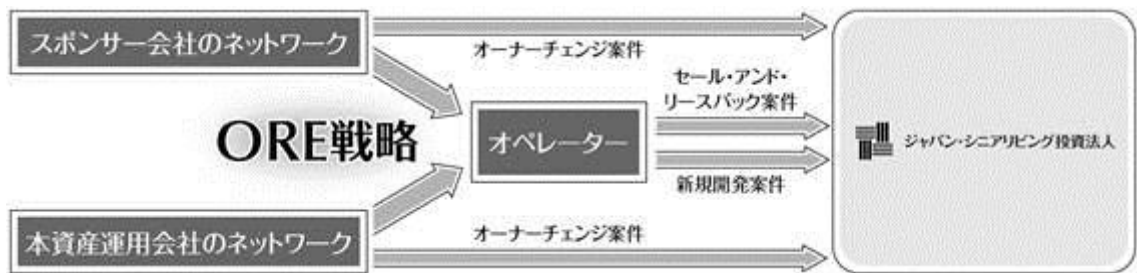 スポンサー会社のネットワーク
オーナーチェンジ案件
セール・アンド・
リースバック案件
ORE戦略
オペレーター
ジャパン・シニアリビング投資法人
新規開発案件
本資産運用会社のネットワーク
オーナーチェンジ案件